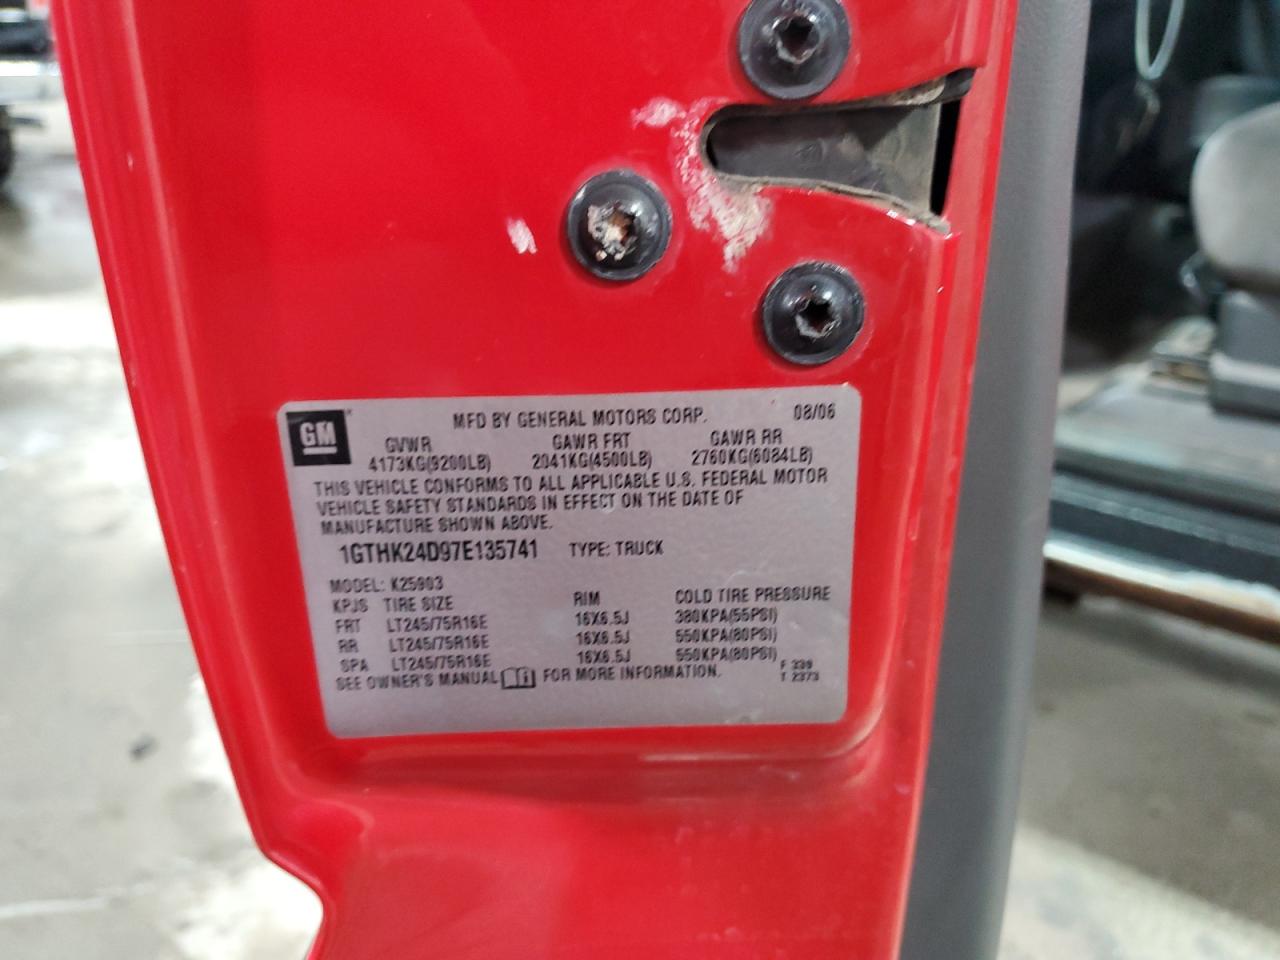 GM
MFD BY GENERAL MOTORS CORP. 08/06
GVWR GAWR FRT GAWR RR
4173KG(9200LB) 2041KG(4500LB) 2760KG(6084LB)
THIS VEHICLE CONFORMS TO ALL APPLICABLE U.S. FEDERAL MOTOR
VEHICLE SAFETY STANDARDS IN EFFECT ON THE DATE OF
MANUFACTURE SHOWN ABOVE.
1GTHK24D97E135741 TYPE: TRUCK
MODEL: K25903
KPJS TIRE SIZE RIM COLD TIRE PRESSURE
FRT LT245/75R16E 16X6.5J 380KPA(55PSI)
RR LT245/75R16E 16X6.5J 550KPA(80PSI)
SPA LT245/75R16E 16X6.5J 550KPA(80PSI)
SEE OWNER'S MANUAL FOR MORE INFORMATION.
F 339
T 2373